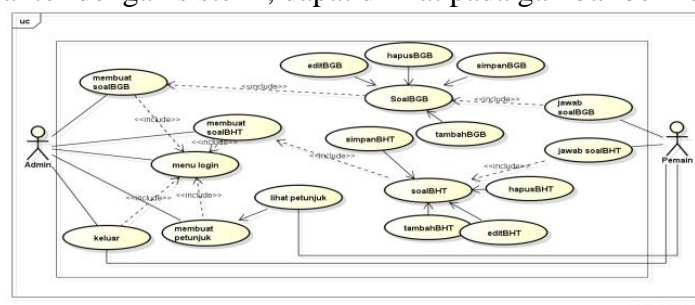 uc
hapusBGB
editBGB
simpanBGB
membuat
soalBGB
<<include>>
SoalBGB
<<include>>
jawab
soalBGB
<<include>>
membuat
soalBHT
tambahBGB
simpanBHT
<<include>>
Admin
menu login
<<include>>
jawab soalBHT
Pemain
<<include>>
lihat petunjuk
soalBHT
hapusBHT
<<include>>
<<include>>
keluar
membuat
petunjuk
tambahBHT
editBHT